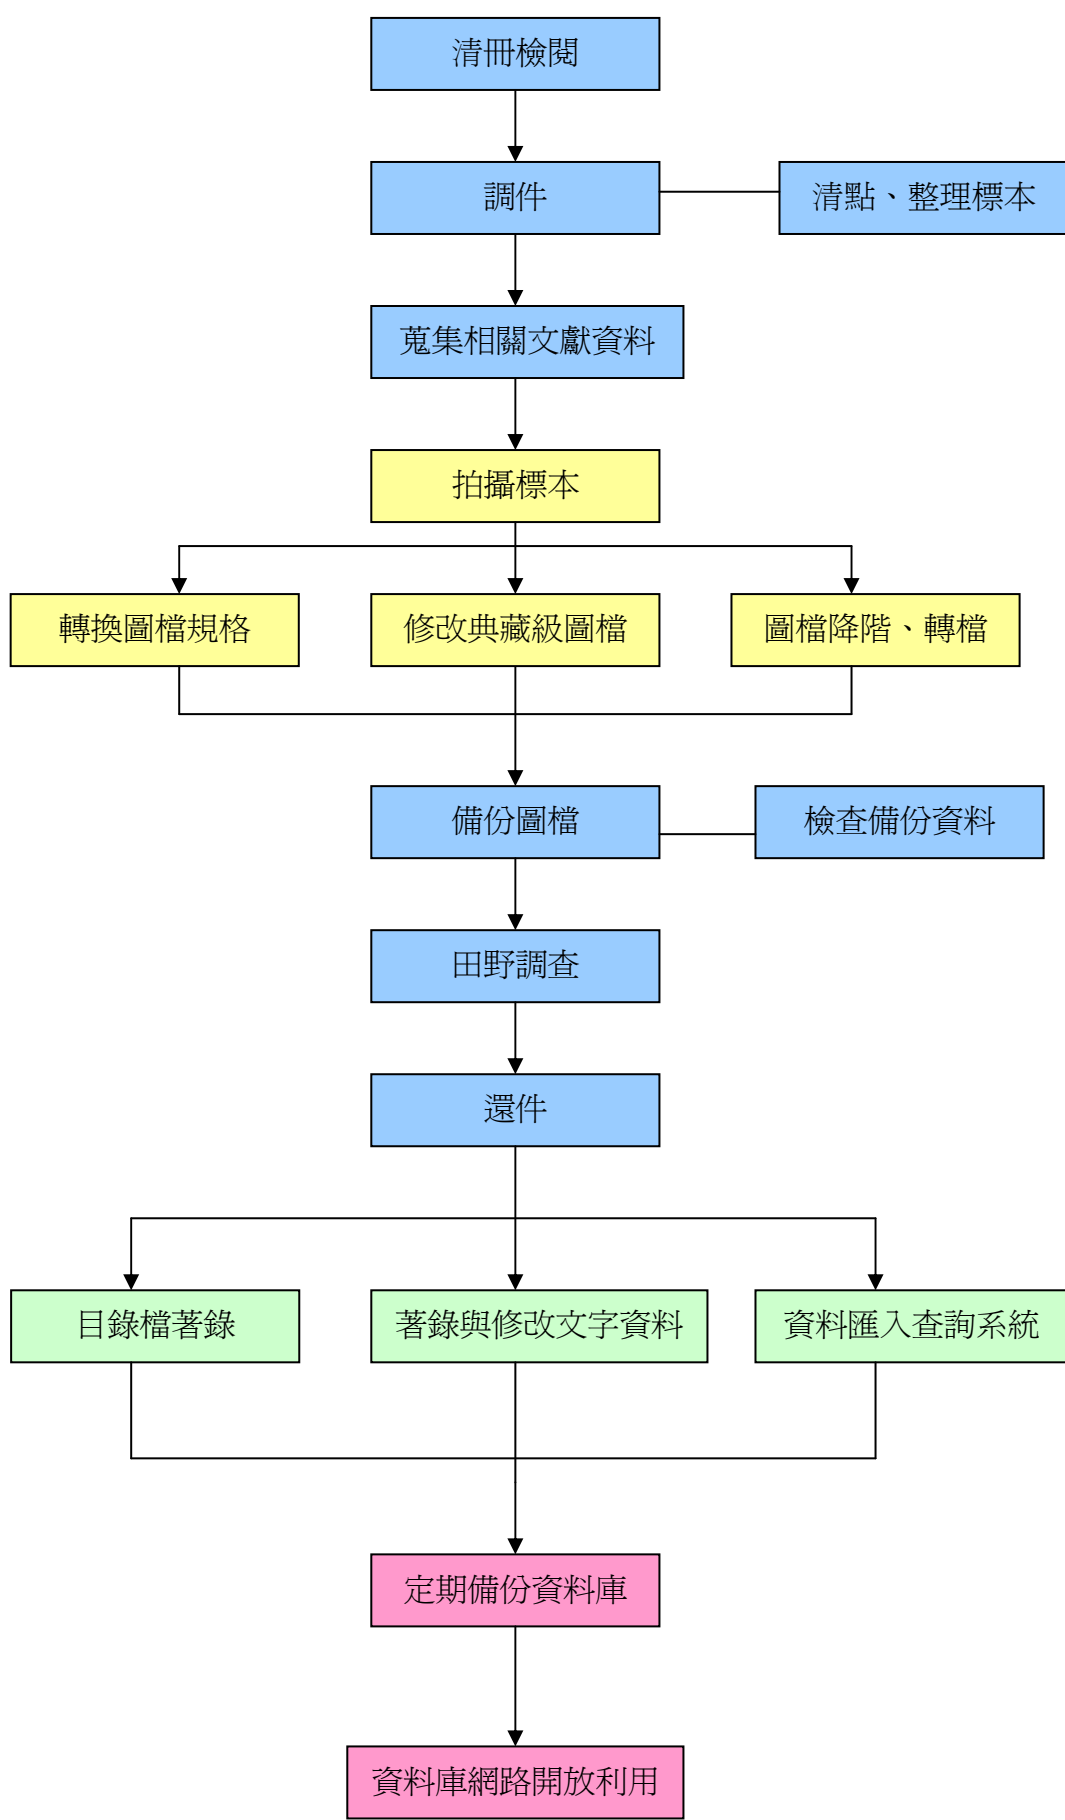 清冊檢閱
調件
清點、整理標本
蒐集相關文獻資料
拍攝標本
轉換圖檔規格
修改典藏級圖檔
圖檔降階、轉檔
備份圖檔
檢查備份資料
田野調查
還件
目錄檔著錄
著錄與修改文字資料
資料匯入查詢系統
定期備份資料庫
資料庫網路開放利用